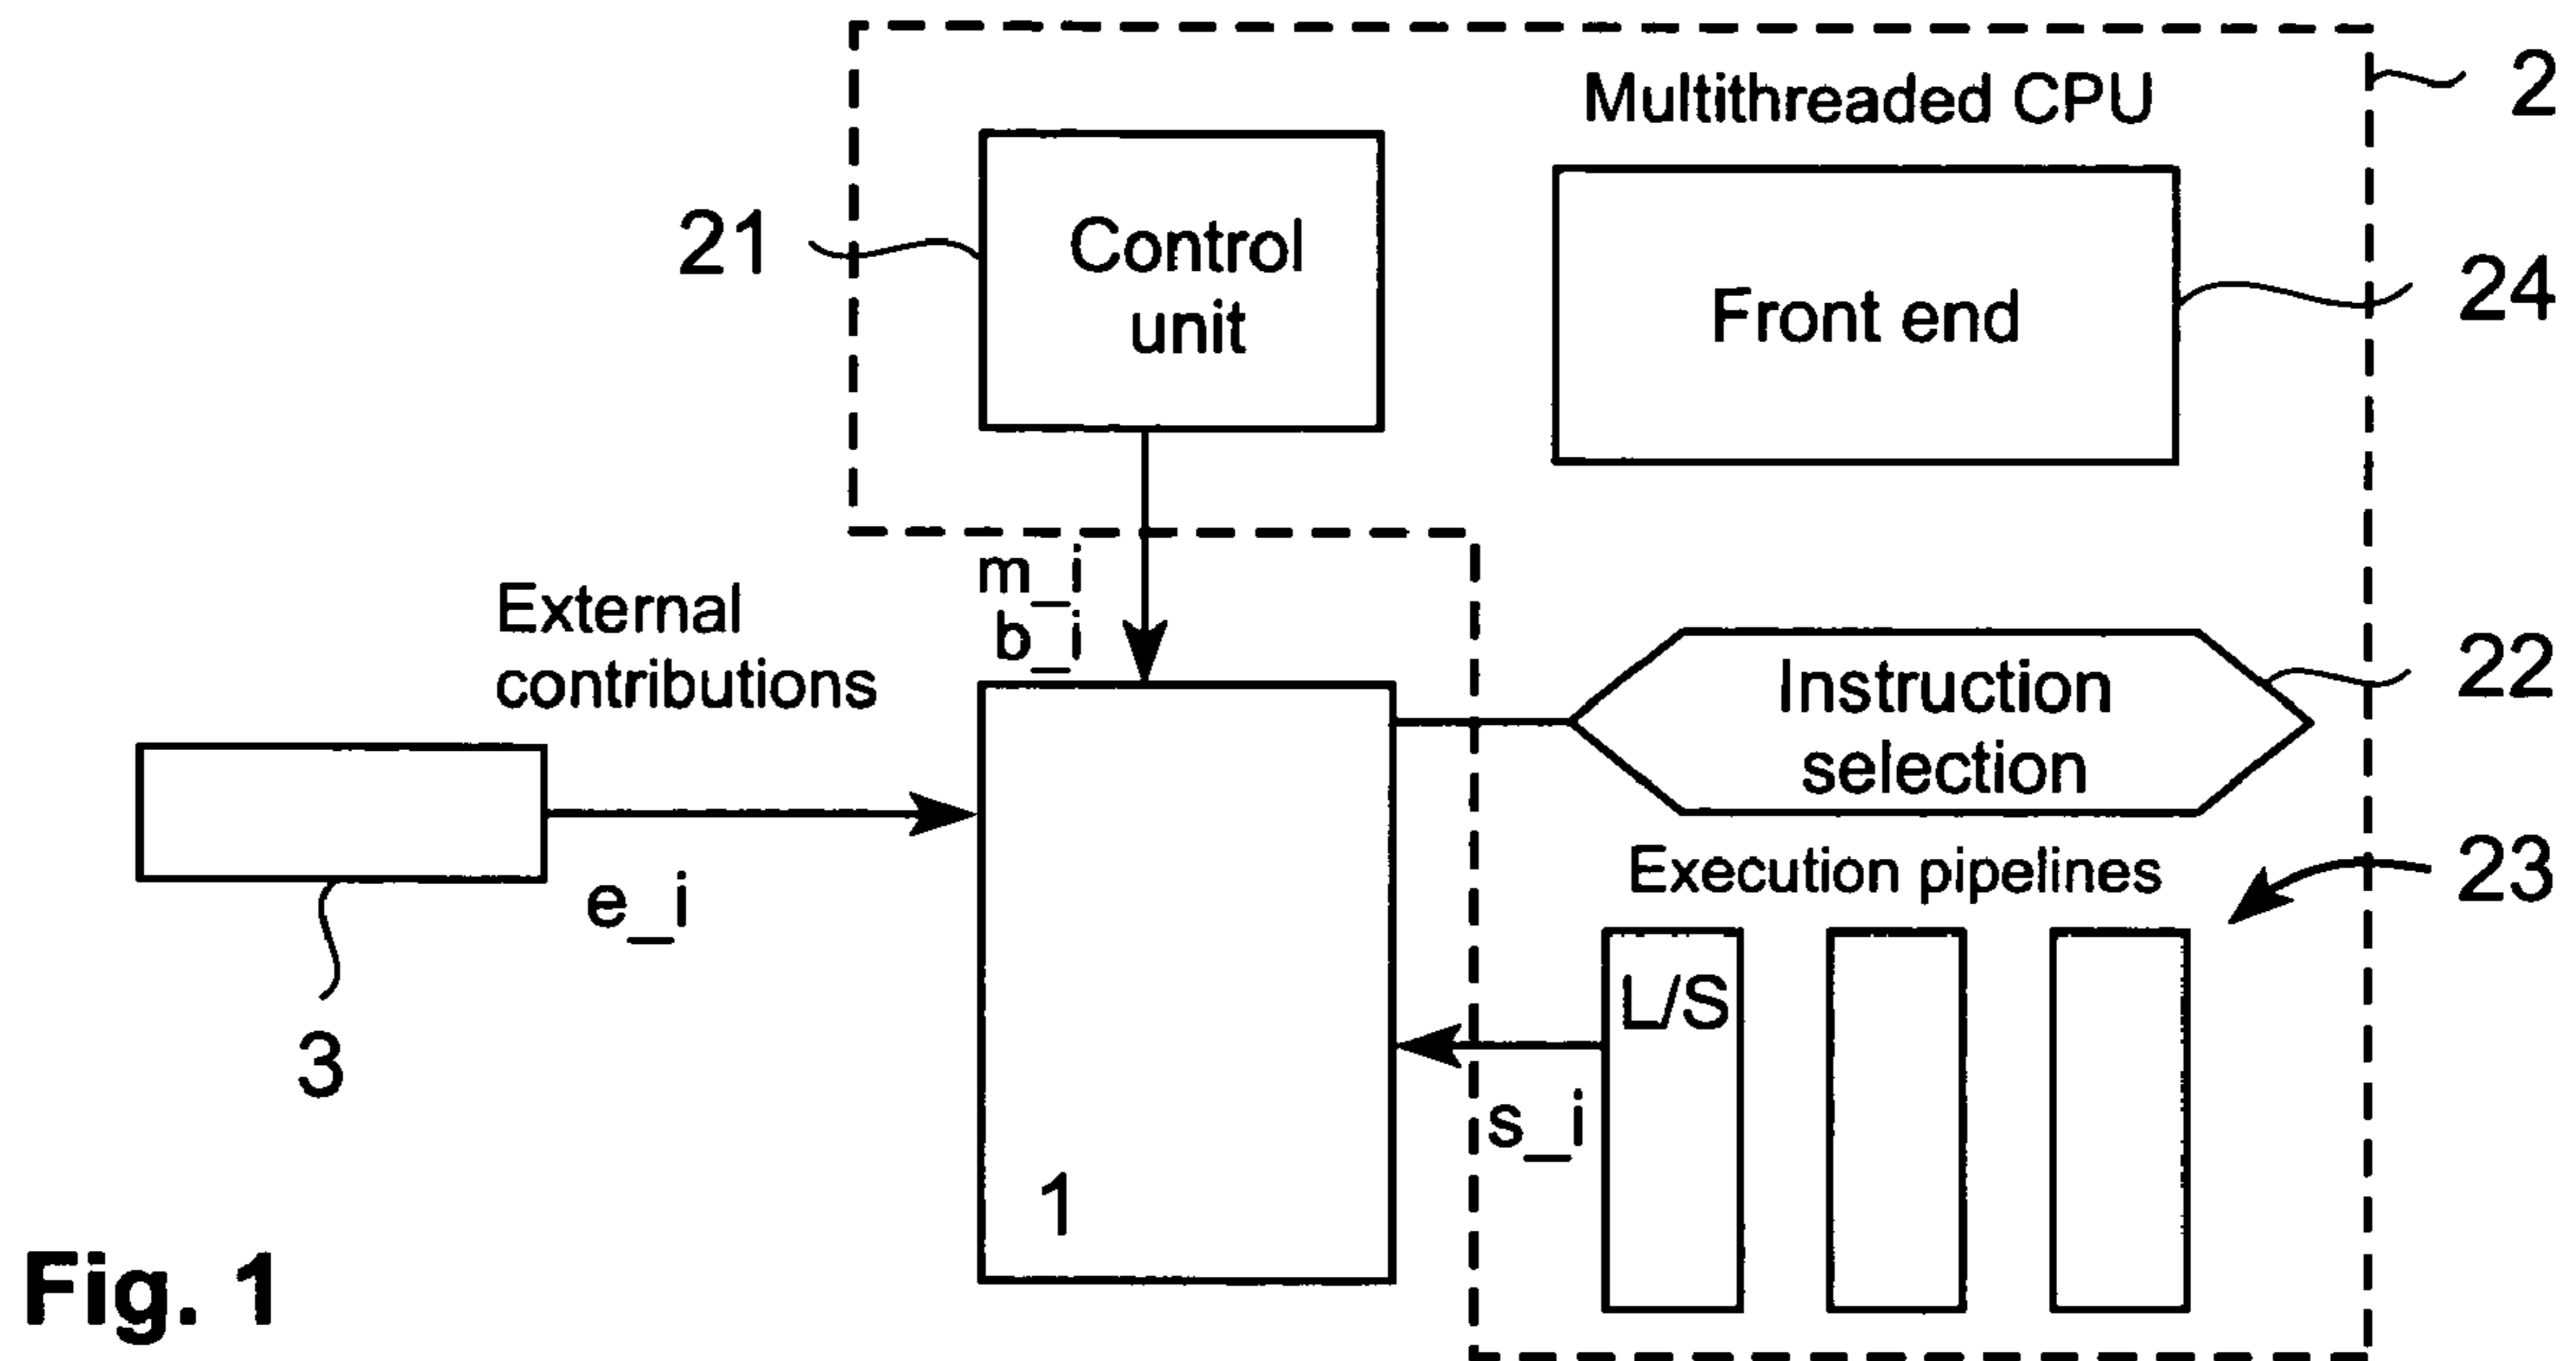 Multithreaded CPU
2
Control
unit
21
Front end
24
m_i
b_i
External
contributions
e_i
3
1
Instruction
selection
22
Execution pipelines
23
L/S
s_i
Fig. 1